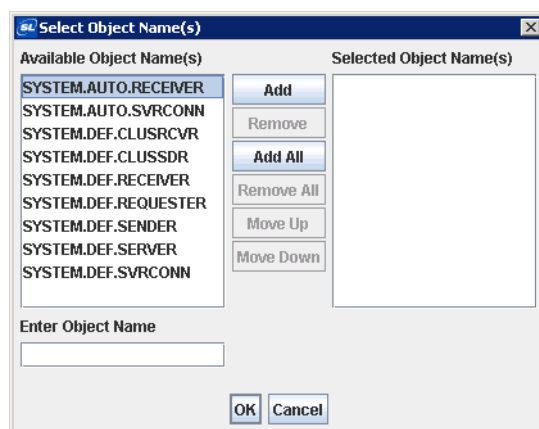 SL Select Object Name(s)
Available Object Name(s)
Selected Object Name(s)
SYSTEM.AUTO.RECEIVER
SYSTEM.AUTO.SVRCONN
SYSTEM.DEF.CLUSRCVR
SYSTEM.DEF.CLUSSDR
SYSTEM.DEF.RECEIVER
SYSTEM.DEF.REQUESTER
SYSTEM.DEF.SENDER
SYSTEM.DEF.SERVER
SYSTEM.DEF.SVRCONN
Add
Remove
Add All
Remove All
Move Up
Move Down
Enter Object Name
OK
Cancel